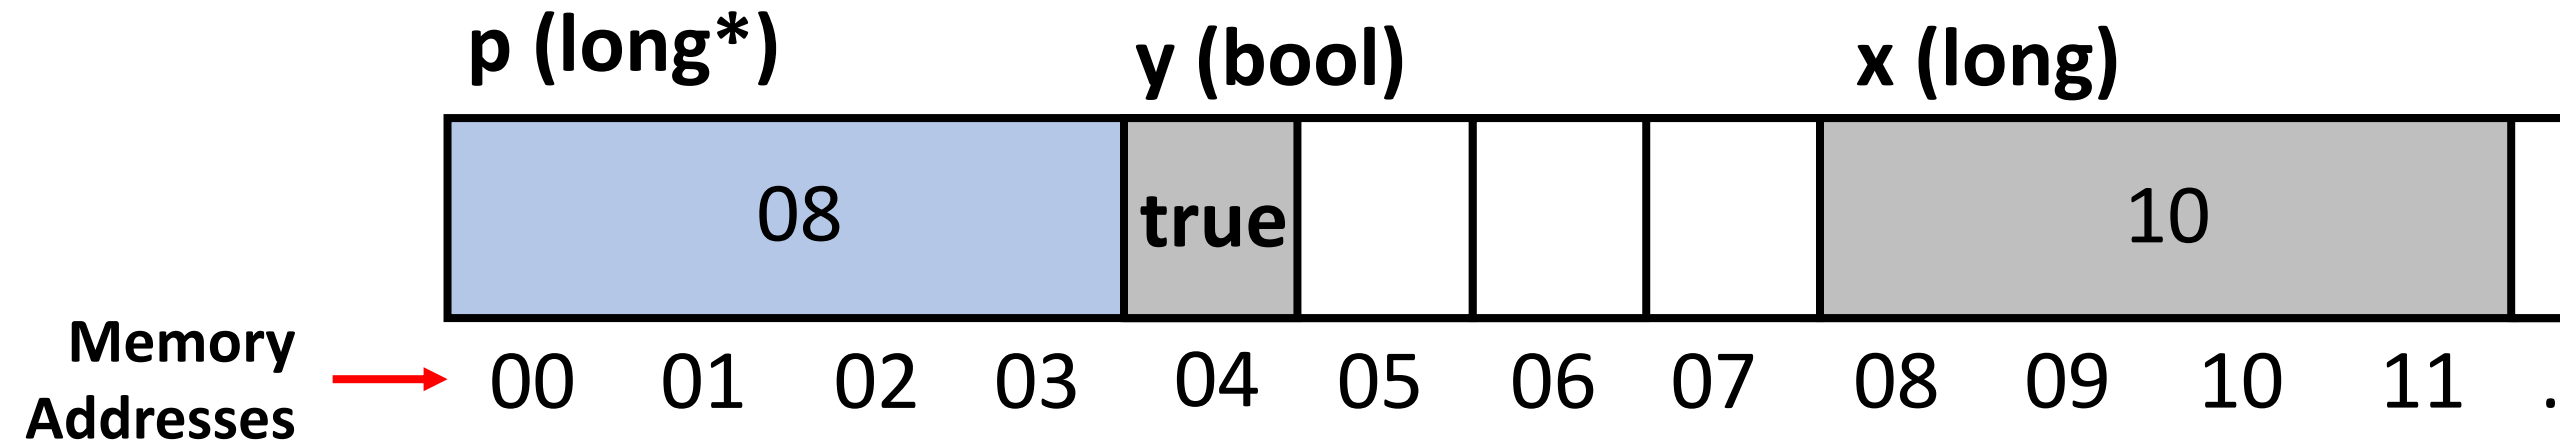 p (long*) y (bool) x (long)
08 true 10
Memory
Addresses
00 01 02 03 04 05 06 07 08 09 10 11 .